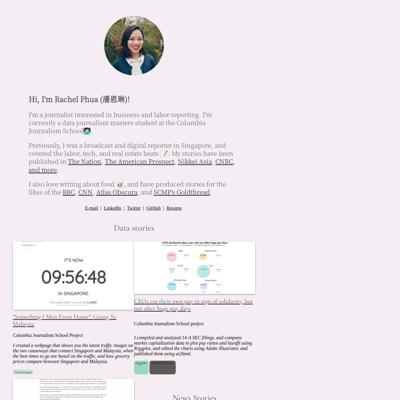 Hi, I'm Rachel Phua (潘恩琳)!
I'm a journalist interested in business and labor reporting. I'm
currently a data journalism masters student at the Columbia
Journalism School
Previously, I was a broadcast and digital reporter in Singapore, and
covered the labor, tech, and real estate beats. My stories have been
published in The Nation, The American Prospect, Nikkei Asia, CNBC,
and more.
I also love writing about food, and have produced stories for the
likes of the BBC, CNN, Atlas Obscura, and SCMP's Goldthread.
E-mail | LinkedIn | Twitter | GitHub | Resume
Data stories
IT'S NOW
09:56:48
IN SINGAPORE.
"Something I Miss From Home": Going To
Malaysia
Columbia Journalism School project
I created a webpage that shows you the latest traffic images on
the two causeways that connect Singapore and Malaysia, when
the best times to go are based on the traffic, and how grocery
prices compare between Singapore and Malaysia.
CEOs cut their own pay in sign of solidarity, but
not after huge pay days
Columbia Journalism School project
I compiled and analyzed 14-A SEC filings, and company
market capitalization data to plot pay ratios and layoffs using
R/ggplot, and edited the charts using Adobe Illustrator, and
published them using ai2html.
News Stories